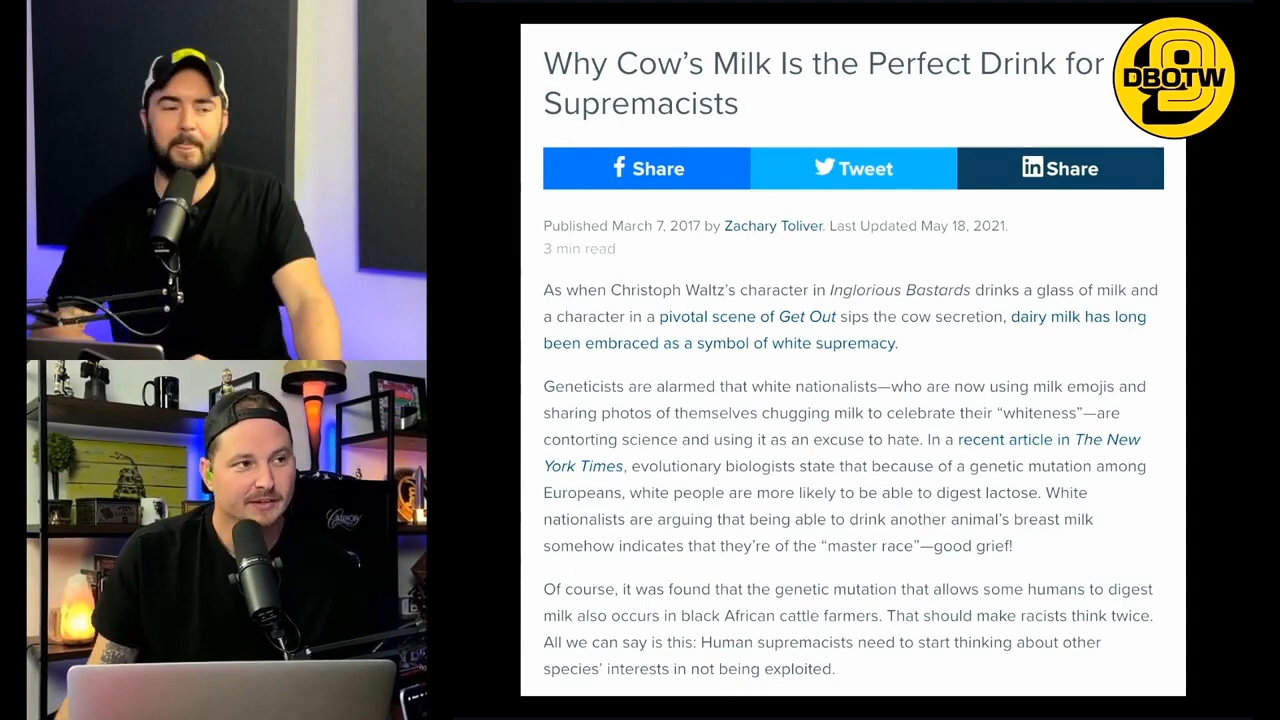 Why Cow’s Milk Is the Perfect Drink for
Supremacists
DBOTW
Share
Tweet
in Share
Published March 7, 2017 by Zachary Toliver. Last Updated May 18, 2021.
3 min read
As when Christoph Waltz’s character in Inglorious Bastards drinks a glass of milk and
a character in a pivotal scene of Get Out sips the cow secretion, dairy milk has long
been embraced as a symbol of white supremacy.
Geneticists are alarmed that white nationalists—who are now using milk emojis and
sharing photos of themselves chugging milk to celebrate their “whiteness”—are
contorting science and using it as an excuse to hate. In a recent article in The New
York Times, evolutionary biologists state that because of a genetic mutation among
Europeans, white people are more likely to be able to digest lactose. White
nationalists are arguing that being able to drink another animal’s breast milk
somehow indicates that they’re of the “master race”—good grief!
Of course, it was found that the genetic mutation that allows some humans to digest
milk also occurs in black African cattle farmers. That should make racists think twice.
All we can say is this: Human supremacists need to start thinking about other
species’ interests in not being exploited.